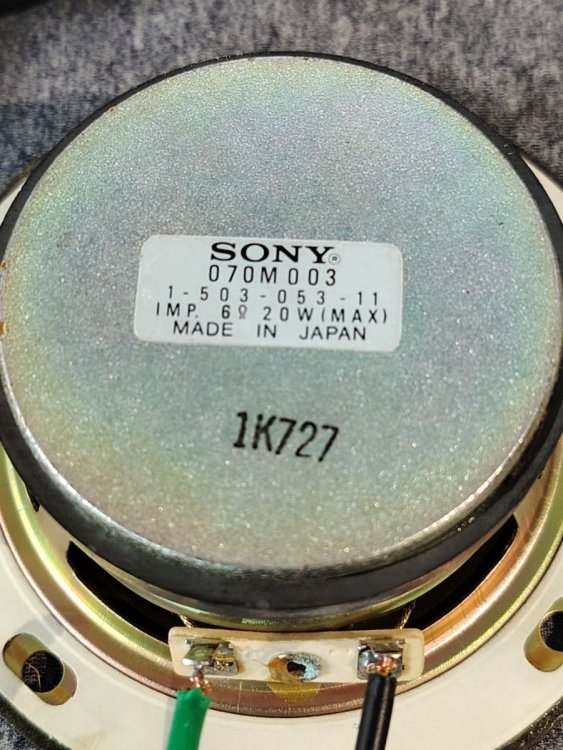 SONY®
070M003
1-503-053-11
IMP. 6Ω 20W(MAX)
MADE IN JAPAN
1K727